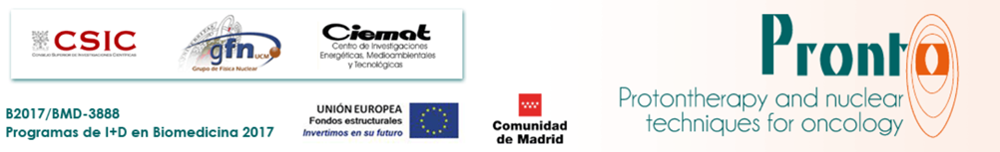 CSIC
CONSEJO SUPERIOR DE INVESTIGACIONES CIENTÍFICAS
gfn
UCM
Grupo de Física Nuclear
Ciemat
Centro de Investigaciones
Energéticas, Medioambientales
y Tecnológicas
B2017/BMD-3888
Programas de I+D en Biomedicina 2017
UNIÓN EUROPEA
Fondos estructurales
Invertimos en su futuro
Comunidad
de Madrid
Pronto
Protontherapy and nuclear
techniques for oncology